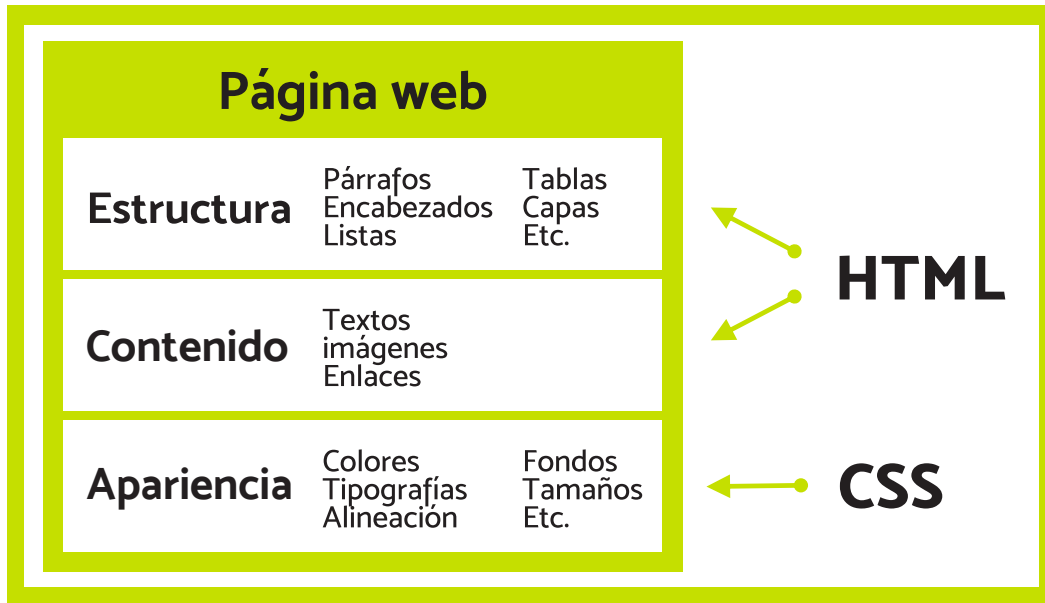 Página web
Estructura
Párrafos
Encabezados
Listas
Tablas
Capas
Etc.
Contenido
Textos
imágenes
Enlaces
Apariencia
Colores
Tipografías
Alineación
Fondos
Tamaños
Etc.
HTML
CSS